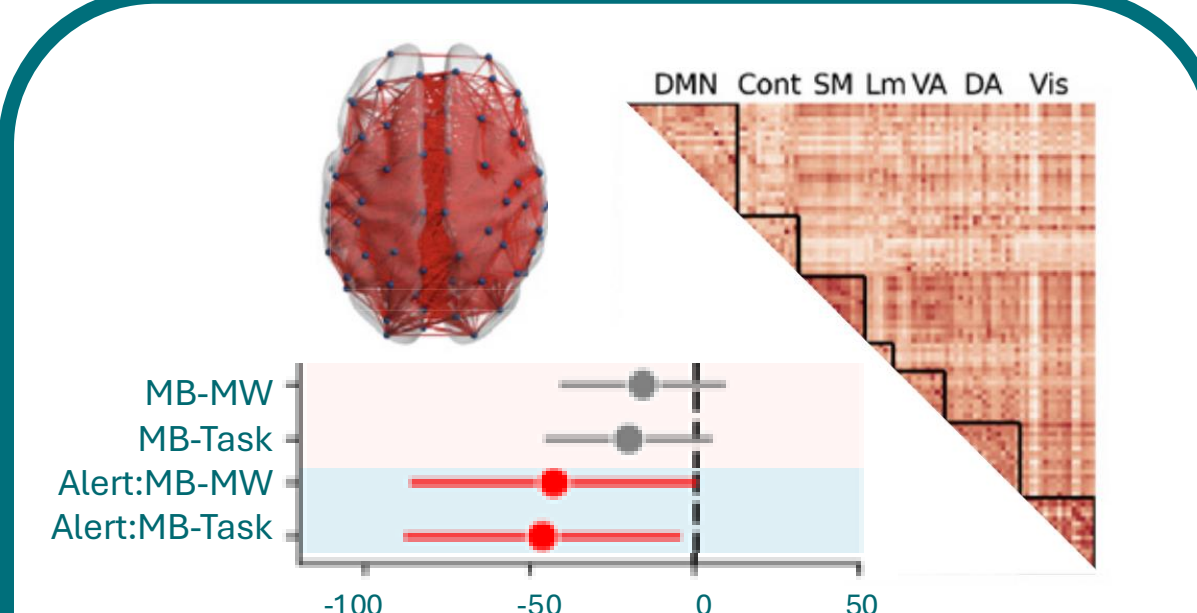 DMN Cont SM Lm VA DA Vis
MB-MW
MB-Task
Alert:MB-MW
Alert:MB-Task
-100 -50 0 50